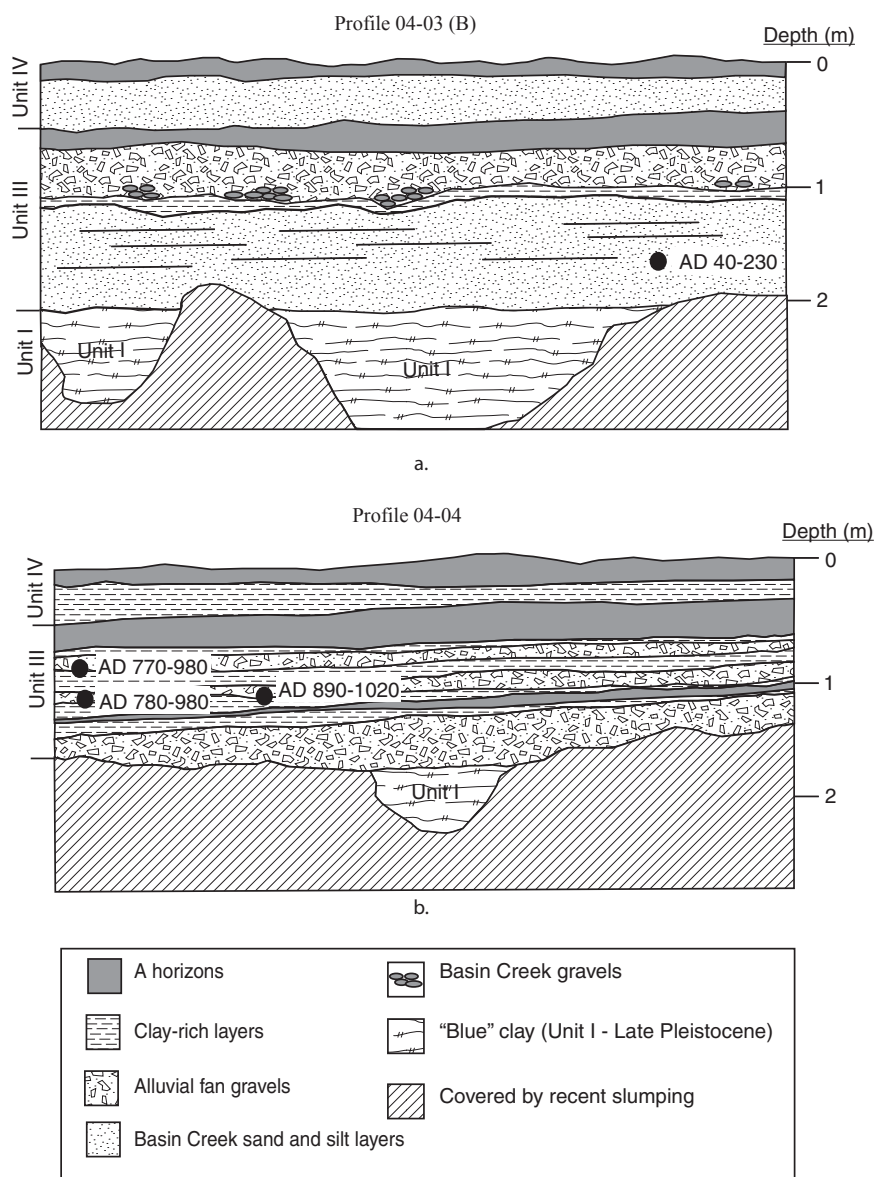 Profile 04-03 (B)
Depth (m)
0
Unit IV
Unit III
1
AD 40-230
2
Unit I
Unit I
Unit I
a.
Profile 04-04
Depth (m)
0
Unit IV
Unit III
AD 770-980
AD 780-980
AD 890-1020
1
Unit I
2
b.
A horizons
Basin Creek gravels
Clay-rich layers
“Blue” clay (Unit I - Late Pleistocene)
Alluvial fan gravels
Covered by recent slumping
Basin Creek sand and silt layers